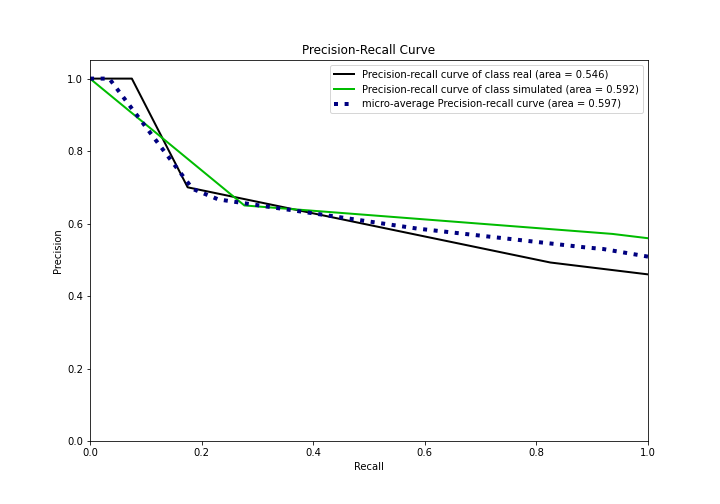 Precision-Recall Curve
Precision-recall curve of class real (area = 0.546)
Precision-recall curve of class simulated (area = 0.592)
micro-average Precision-recall curve (area = 0.597)
Precision
1.0
0.8
0.6
0.4
0.2
0.0
0.0 0.2 0.4 0.6 0.8 1.0
Recall